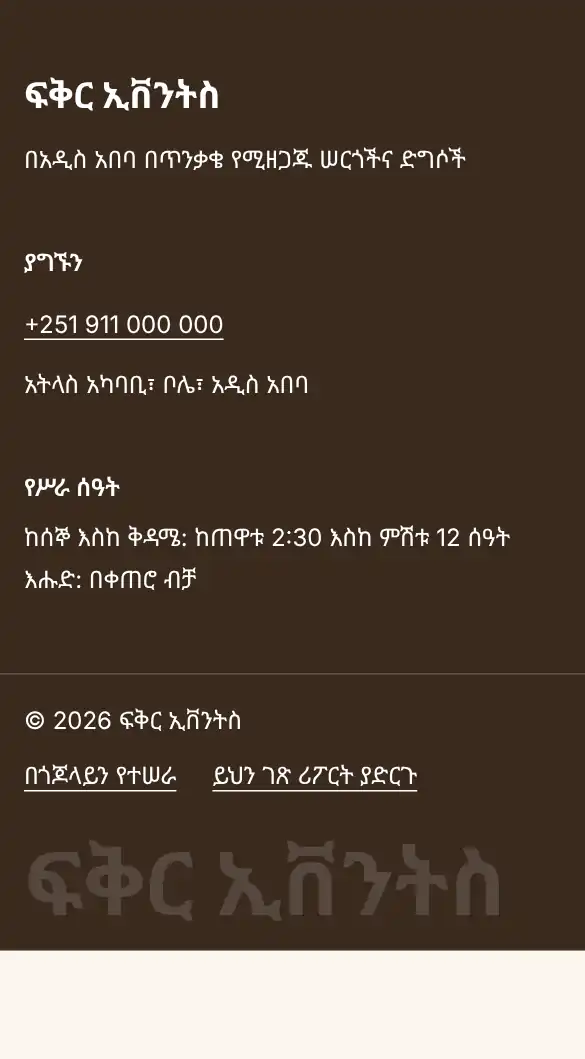 ፍቅር ኢቨንትስ
በአዲስ አበባ በጥንቃቄ የሚዘጋጁ ሠርጎችና ድግሶች
ያግኙን
+251 911 000 000
አትላስ አካባቢ፣ ቦሌ፣ አዲስ አበባ
የሥራ ሰዓት
ከሰኞ እስከ ቅዳሜ: ከጠዋቱ 2:30 እስከ ምሽቱ 12 ሰዓት
እሑድ: በቀጠሮ ብቻ
© 2026 ፍቅር ኢቨንትስ
በጎጆላይን የተሠራ ይህን ገጽ ሪፖርት ያድርጉ
ፍቅር ኢቨንትስ